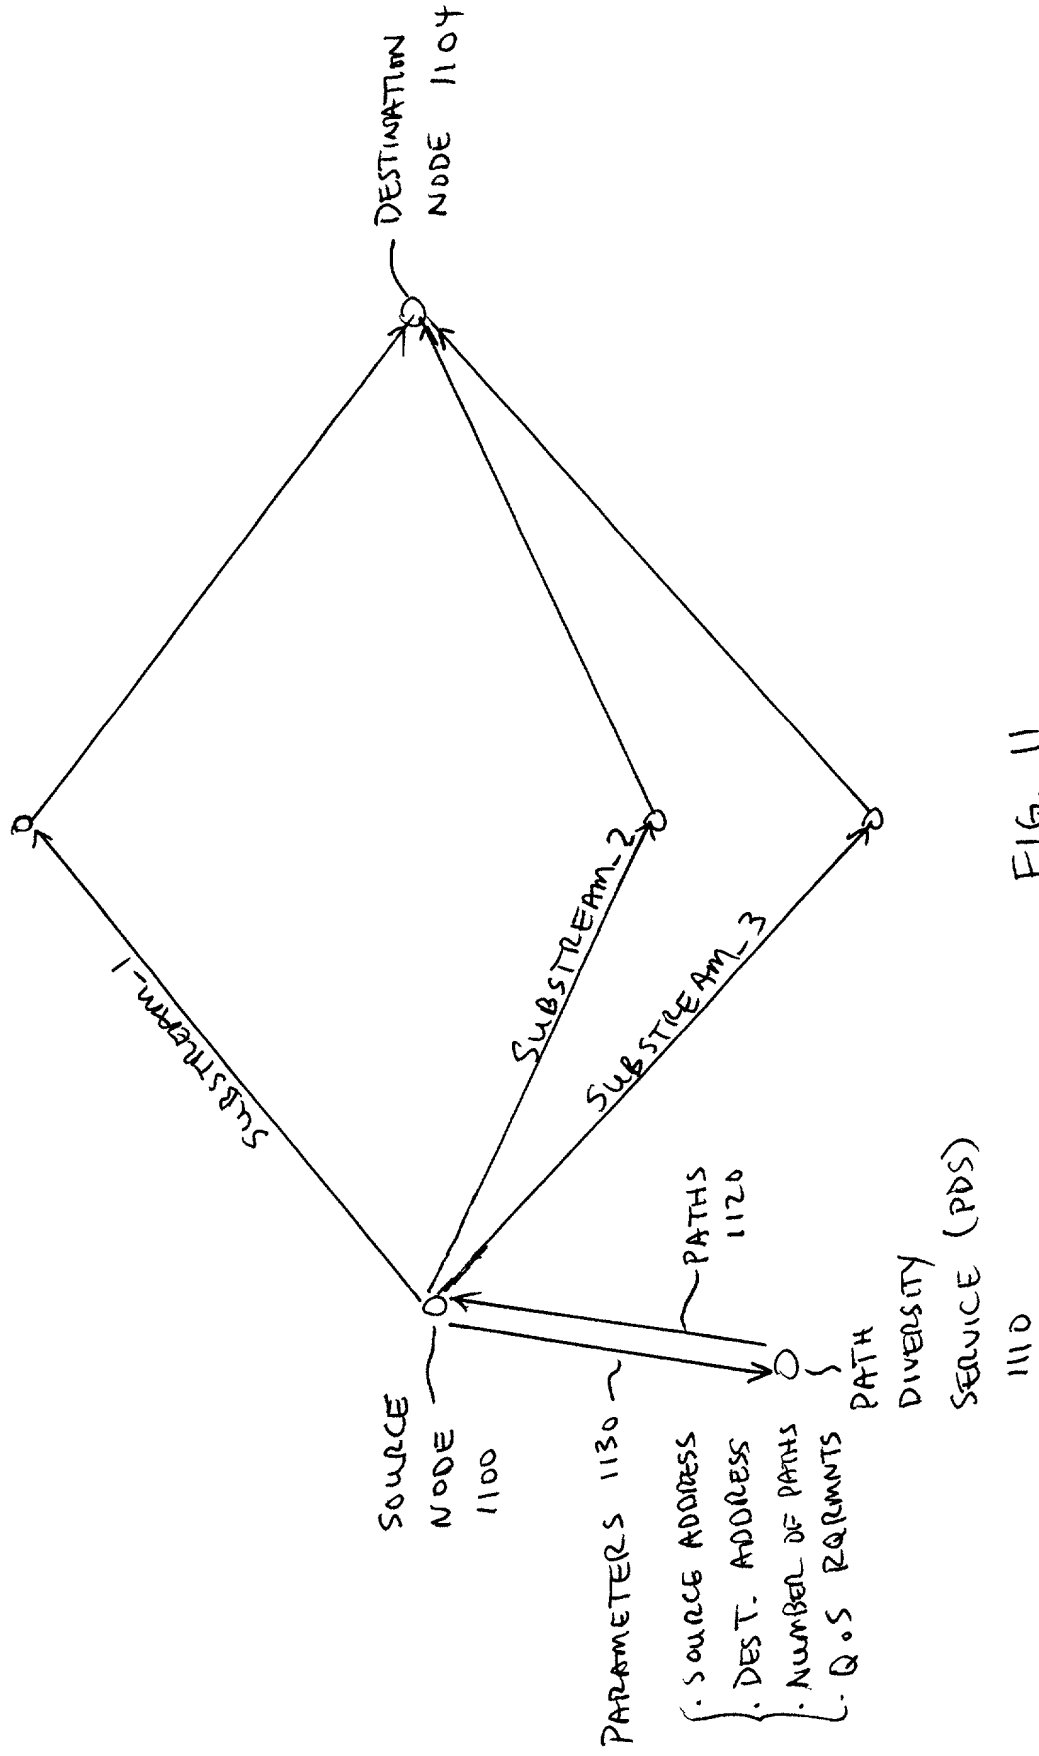 DESTINATION
NODE 1104
SUBSTREAM_1
SUBSTREAM_2
SUBSTREAM_3
SOURCE
NODE
1100
PATHS
1120
PARAMETERS 1130
· SOURCE ADDRESS
· DEST. ADDRESS
· NUMBER OF PATHS
· QoS RQRMNTS
PATH
DIVERSITY
SERVICE (PDS)
1110
FIG. 11